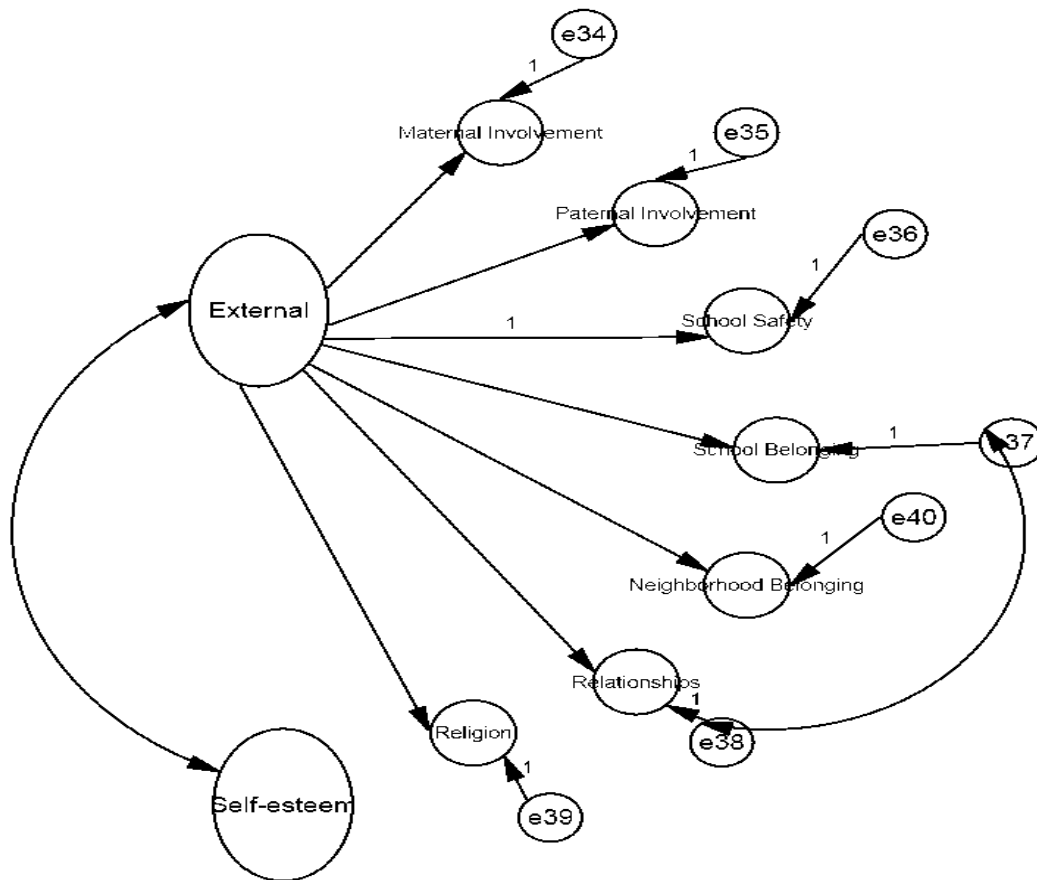 e34
1
Maternal Involvement
e35
1
Paternal Involvement
e36
1
External
School Safety
1
1
37
School Belonging
e40
1
Neighborhood Belonging
Relationships
1
e38
Religion
1
Self-esteem
e39